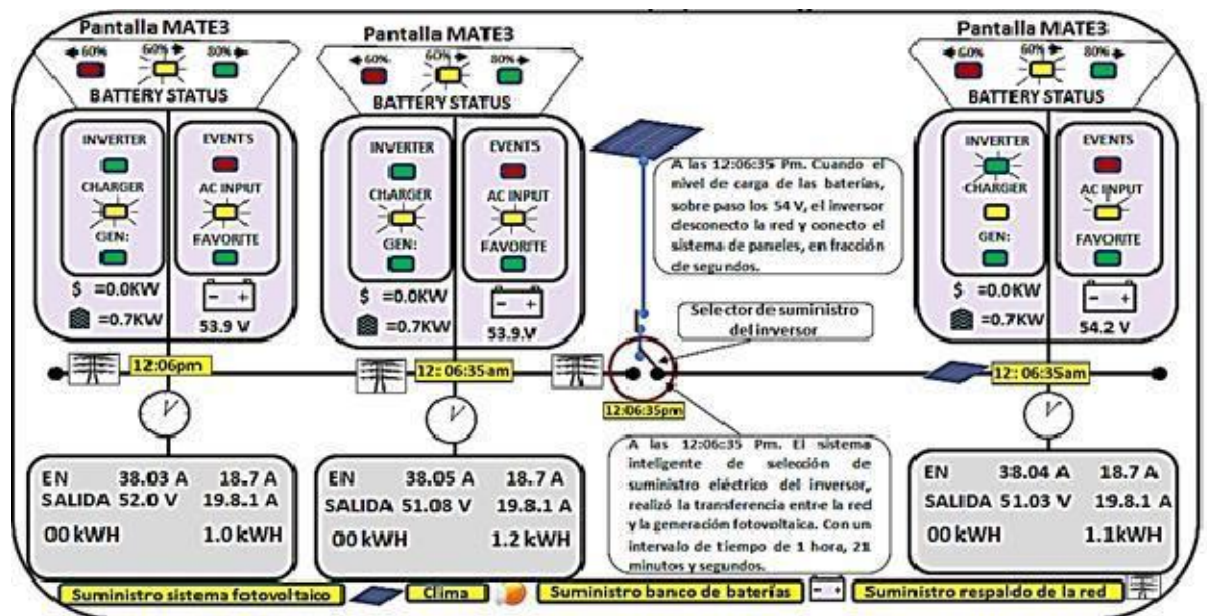 Pantalla MATE3
60% 60% 80%
BATTERY STATUS
INVERTER EVENTS
CHARGER AC INPUT
GEN: FAVORITE
$ =0.0KW
=0.7KW
- +
53.9 V
12:06pm
EN 38.03 A 18.7 A
SALIDA 52.0 V 19.8.1 A
00 kWH 1.0 kWH
Pantalla MATE3
60% 60% 80%
BATTERY STATUS
INVERTER EVENTS
CHARGER AC INPUT
GEN: FAVORITE
$ =0.0KW
=0.7KW
- +
53.9.V
12: 06:35am
EN 38.05 A 18.7 A
SALIDA 51.08 V 19.8.1 A
00 kWH 1.2 kWH
A las 12:06:35 Pm. Cuando el
nivel de carga de las baterías,
sobre paso los 54 V, el inversor
desconecto la red y conecto el
sistema de paneles, en fracción
de segundos.
Selector de suministro
del inversor
12:06:35pm
A las 12:06:35 Pm. El sistema
inteligente de selección de
suministro eléctrico del inversor,
realizó la transferencia entre la red
y la generación fotovoltaica. Con un
intervalo de tiempo de 1 hora, 21
minutos y segundos.
Pantalla MATE3
60% 60% 80%
BATTERY STATUS
INVERTER EVENTS
CHARGER AC INPUT
GEN: FAVORITE
$ =0.0KW
=0.7KW
- +
54.2 V
12: 06:35am
EN 38.04 A 18.7 A
SALIDA 51.03 V 19.8.1 A
00 kWH 1.1kWH
Suministro sistema fotovoltaico Clima Suministro banco de baterías - + Suministro respaldo de la red